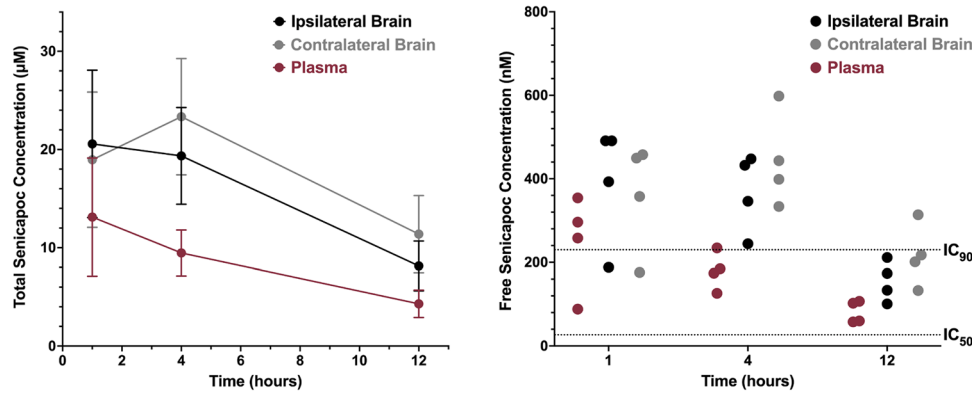 Total Senicapoc Concentration (µM)
30
20
10
0
0
2
4
6
8
10
12
Time (hours)
Ipsilateral Brain
Contralateral Brain
Plasma
Free Senicapoc Concentration (nM)
800
600
400
200
0
1
4
12
Time (hours)
Ipsilateral Brain
Contralateral Brain
Plasma
IC90
IC50